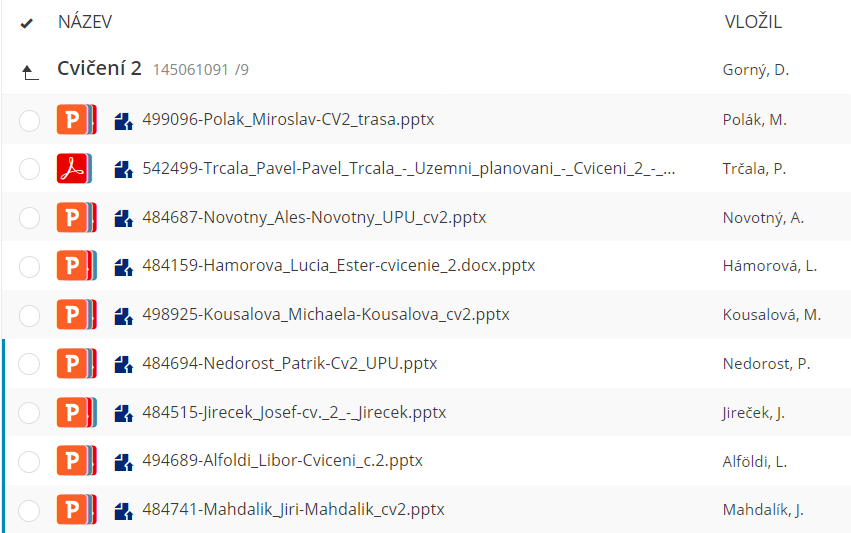 NÁZEV VLOŽIL
Cvičení 2 145061091 /9 Gorný, D.
499096-Polak_Miroslav-CV2_trasa.pptx Polák, M.
542499-Trcala_Pavel-Pavel_Trcala_-_Uzemni_planovani_-_Cviceni_2_-_... Trčala, P.
484687-Novotny_Ales-Novotny_UPU_cv2.pptx Novotný, A.
484159-Hamorova_Lucia_Ester-cvicenie_2.docx.pptx Hámorová, L.
498925-Kousalova_Michaela-Kousalova_cv2.pptx Kousalová, M.
484694-Nedorost_Patrik-Cv2_UPU.pptx Nedorost, P.
484515-Jirecek_Josef-cv._2_-_Jirecek.pptx Jireček, J.
494689-Alfoldi_Libor-Cviceni_c.2.pptx Alföldi, L.
484741-Mahdalik_Jiri-Mahdalik_cv2.pptx Mahdalík, J.